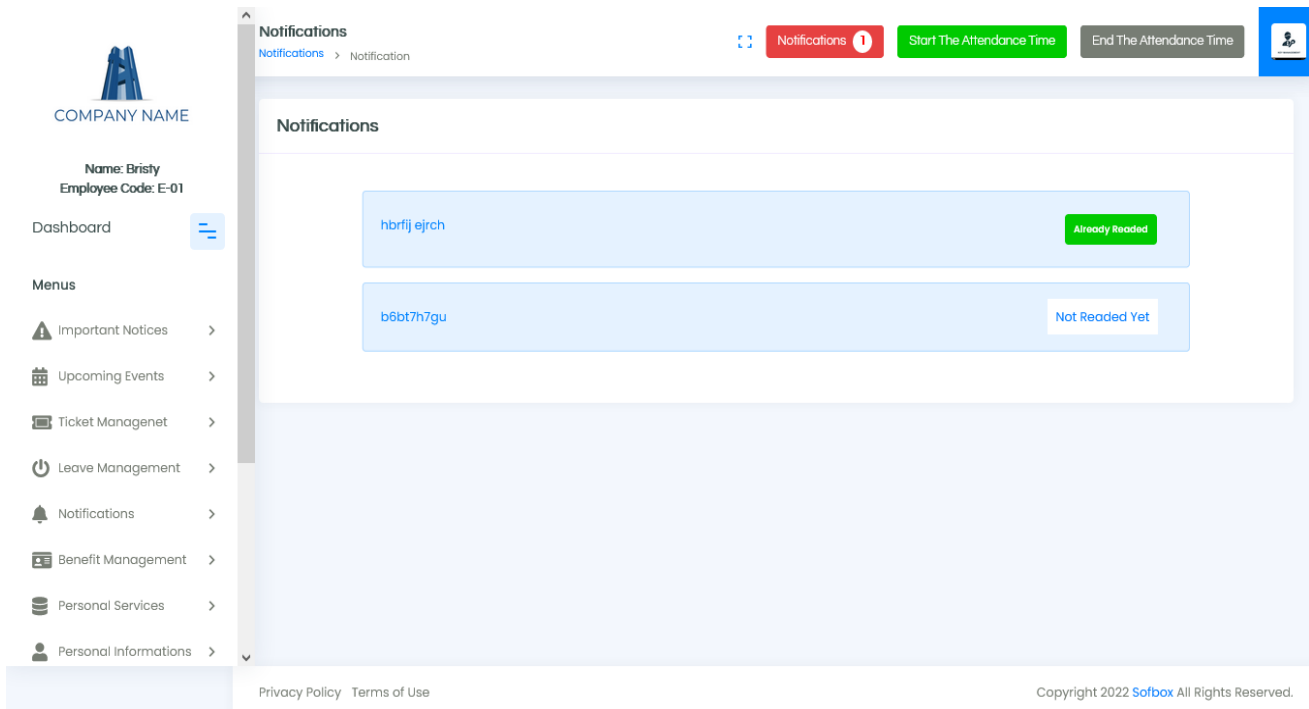 COMPANY NAME
Name: Bristy
Employee Code: E-01
Dashboard
Menus
Important Notices
Upcoming Events
Ticket Managenet
Leave Management
Notifications
Benefit Management
Personal Services
Personal Informations
Notifications
Notifications > Notification
Notifications 1
Start The Attendance Time
End The Attendance Time
Notifications
hbrfij ejrch
Already Readed
b6bt7h7gu
Not Readed Yet
Privacy Policy Terms of Use
Copyright 2022 Sofbox All Rights Reserved.